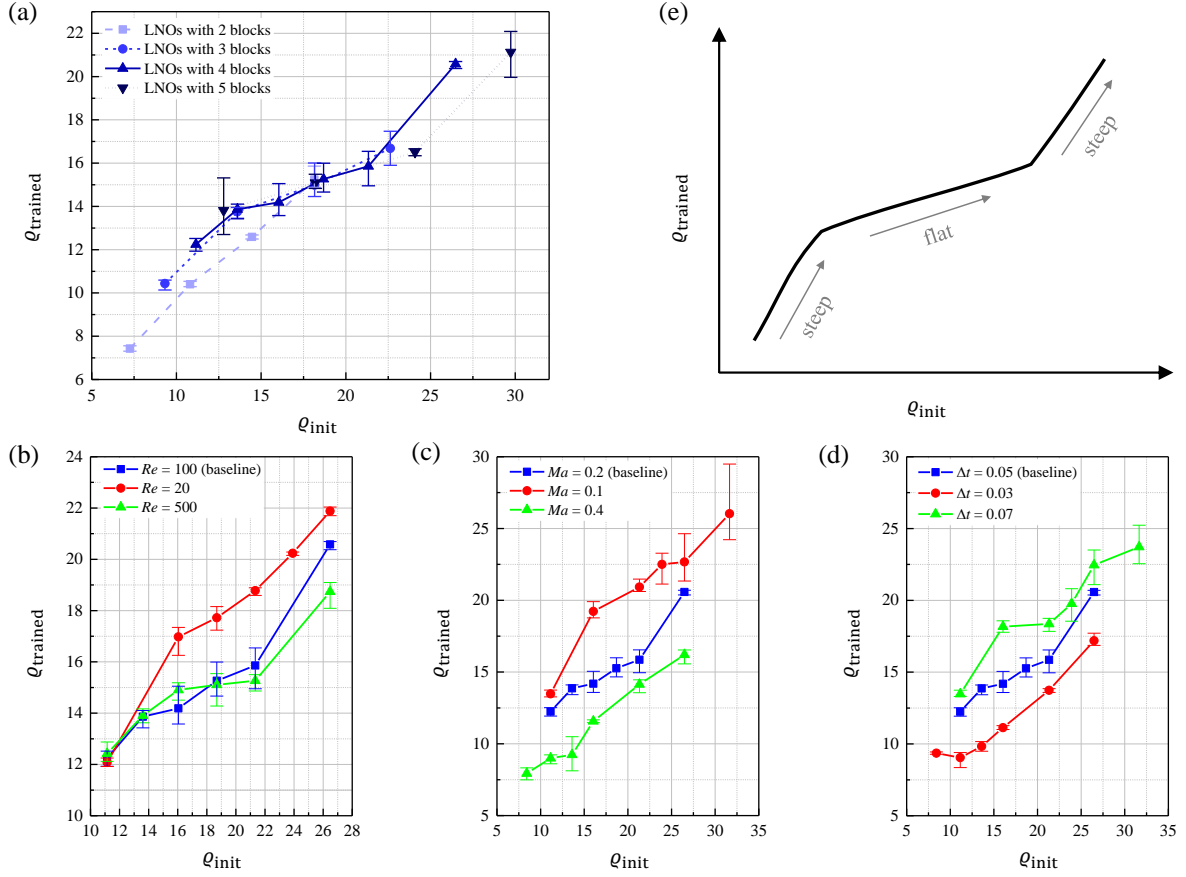 (a)
LNOs with 2 blocks
LNOs with 3 blocks
LNOs with 4 blocks
LNOs with 5 blocks
22
20
18
16
14
12
10
8
6
5 10 15 20 25 30
ϱtrained
ϱinit
(e)
steep
flat
steep
ϱtrained
ϱinit
(b)
Re = 100 (baseline)
Re = 20
Re = 500
24
22
20
18
16
14
12
10
10 12 14 16 18 20 22 24 26 28
ϱtrained
ϱinit
(c)
Ma = 0.2 (baseline)
Ma = 0.1
Ma = 0.4
30
25
20
15
10
5
5 10 15 20 25 30 35
ϱtrained
ϱinit
(d)
Δt = 0.05 (baseline)
Δt = 0.03
Δt = 0.07
30
25
20
15
10
5
5 10 15 20 25 30 35
ϱtrained
ϱinit